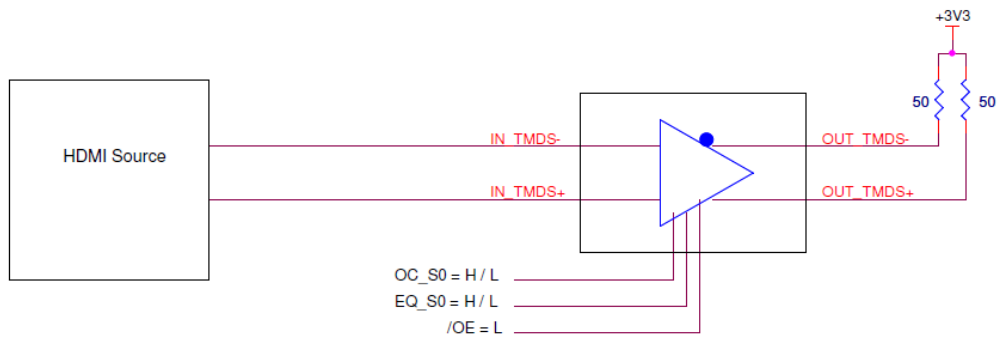 +3V3
50 50
HDMI Source
IN_TMDS-
OUT_TMDS-
IN_TMDS+
OUT_TMDS+
OC_S0 = H / L
EQ_S0 = H / L
/OE = L